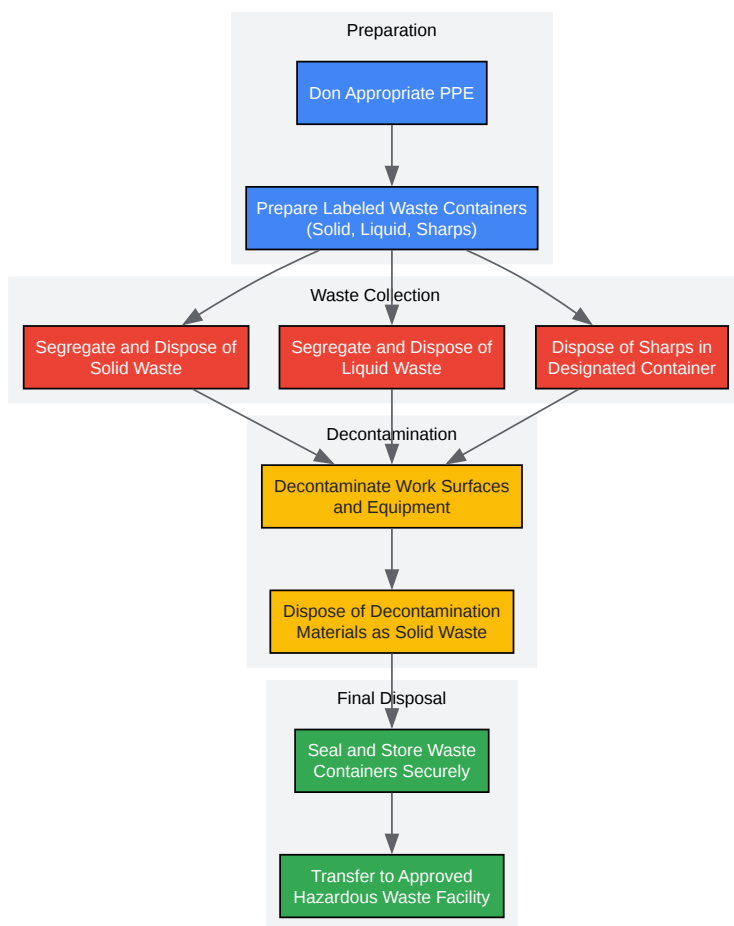 Preparation
Don Appropriate PPE
Prepare Labeled Waste Containers
(Solid, Liquid, Sharps)
Waste Collection
Segregate and Dispose of
Solid Waste
Segregate and Dispose of
Liquid Waste
Dispose of Sharps in
Designated Container
Decontamination
Decontaminate Work Surfaces
and Equipment
Dispose of Decontamination
Materials as Solid Waste
Final Disposal
Seal and Store Waste
Containers Securely
Transfer to Approved
Hazardous Waste Facility